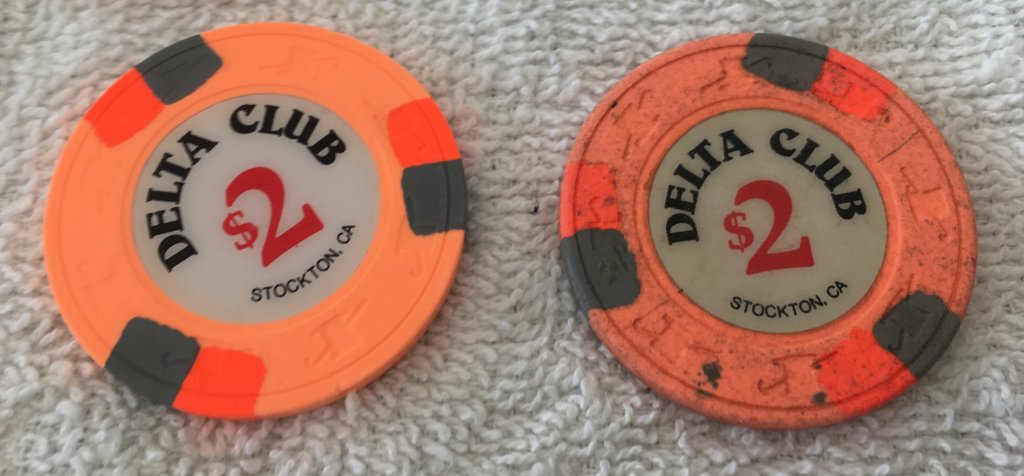 DELTA CLUB
$2
STOCKTON, CA
DELTA CLUB
$2
STOCKTON, CA